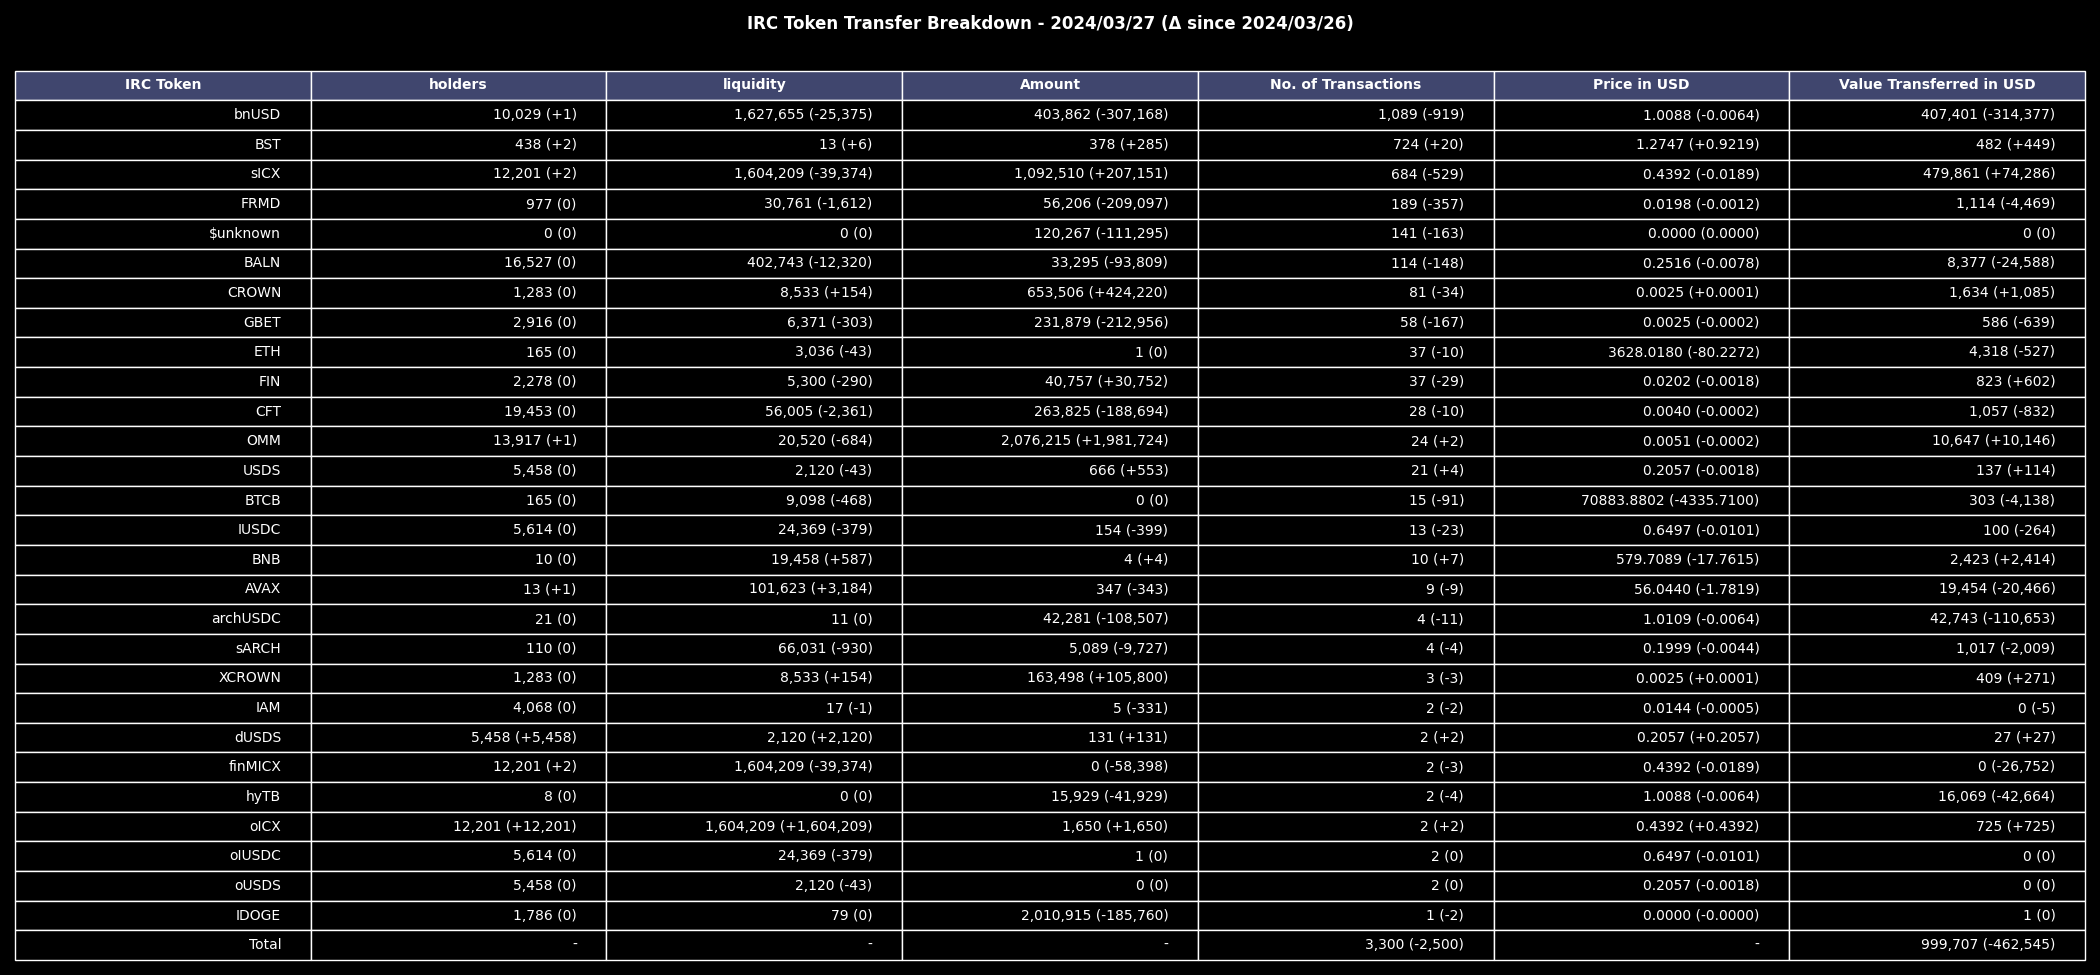 IRC Token Transfer Breakdown - 2024/03/27 (Δ since 2024/03/26)
IRC Token holders liquidity Amount No. of Transactions Price in USD Value Transferred in USD
bnUSD 10,029 (+1) 1,627,655 (-25,375) 403,862 (-307,168) 1,089 (-919) 1.0088 (-0.0064) 407,401 (-314,377)
BST 438 (+2) 13 (+6) 378 (+285) 724 (+20) 1.2747 (+0.9219) 482 (+449)
sICX 12,201 (+2) 1,604,209 (-39,374) 1,092,510 (+207,151) 684 (-529) 0.4392 (-0.0189) 479,861 (+74,286)
FRMD 977 (0) 30,761 (-1,612) 56,206 (-209,097) 189 (-357) 0.0198 (-0.0012) 1,114 (-4,469)
$unknown 0 (0) 0 (0) 120,267 (-111,295) 141 (-163) 0.0000 (0.0000) 0 (0)
BALN 16,527 (0) 402,743 (-12,320) 33,295 (-93,809) 114 (-148) 0.2516 (-0.0078) 8,377 (-24,588)
CROWN 1,283 (0) 8,533 (+154) 653,506 (+424,220) 81 (-34) 0.0025 (+0.0001) 1,634 (+1,085)
GBET 2,916 (0) 6,371 (-303) 231,879 (-212,956) 58 (-167) 0.0025 (-0.0002) 586 (-639)
ETH 165 (0) 3,036 (-43) 1 (0) 37 (-10) 3628.0180 (-80.2272) 4,318 (-527)
FIN 2,278 (0) 5,300 (-290) 40,757 (+30,752) 37 (-29) 0.0202 (-0.0018) 823 (+602)
CFT 19,453 (0) 56,005 (-2,361) 263,825 (-188,694) 28 (-10) 0.0040 (-0.0002) 1,057 (-832)
OMM 13,917 (+1) 20,520 (-684) 2,076,215 (+1,981,724) 24 (+2) 0.0051 (-0.0002) 10,647 (+10,146)
USDS 5,458 (0) 2,120 (-43) 666 (+553) 21 (+4) 0.2057 (-0.0018) 137 (+114)
BTCB 165 (0) 9,098 (-468) 0 (0) 15 (-91) 70883.8802 (-4335.7100) 303 (-4,138)
IUSDC 5,614 (0) 24,369 (-379) 154 (-399) 13 (-23) 0.6497 (-0.0101) 100 (-264)
BNB 10 (0) 19,458 (+587) 4 (+4) 10 (+7) 579.7089 (-17.7615) 2,423 (+2,414)
AVAX 13 (+1) 101,623 (+3,184) 347 (-343) 9 (-9) 56.0440 (-1.7819) 19,454 (-20,466)
archUSDC 21 (0) 11 (0) 42,281 (-108,507) 4 (-11) 1.0109 (-0.0064) 42,743 (-110,653)
sARCH 110 (0) 66,031 (-930) 5,089 (-9,727) 4 (-4) 0.1999 (-0.0044) 1,017 (-2,009)
XCROWN 1,283 (0) 8,533 (+154) 163,498 (+105,800) 3 (-3) 0.0025 (+0.0001) 409 (+271)
IAM 4,068 (0) 17 (-1) 5 (-331) 2 (-2) 0.0144 (-0.0005) 0 (-5)
dUSDS 5,458 (+5,458) 2,120 (+2,120) 131 (+131) 2 (+2) 0.2057 (+0.2057) 27 (+27)
finMICX 12,201 (+2) 1,604,209 (-39,374) 0 (-58,398) 2 (-3) 0.4392 (-0.0189) 0 (-26,752)
hyTB 8 (0) 0 (0) 15,929 (-41,929) 2 (-4) 1.0088 (-0.0064) 16,069 (-42,664)
oICX 12,201 (+12,201) 1,604,209 (+1,604,209) 1,650 (+1,650) 2 (+2) 0.4392 (+0.4392) 725 (+725)
oIUSDC 5,614 (0) 24,369 (-379) 1 (0) 2 (0) 0.6497 (-0.0101) 0 (0)
oUSDS 5,458 (0) 2,120 (-43) 0 (0) 2 (0) 0.2057 (-0.0018) 0 (0)
IDOGE 1,786 (0) 79 (0) 2,010,915 (-185,760) 1 (-2) 0.0000 (-0.0000) 1 (0)
Total - - - 3,300 (-2,500) - 999,707 (-462,545)